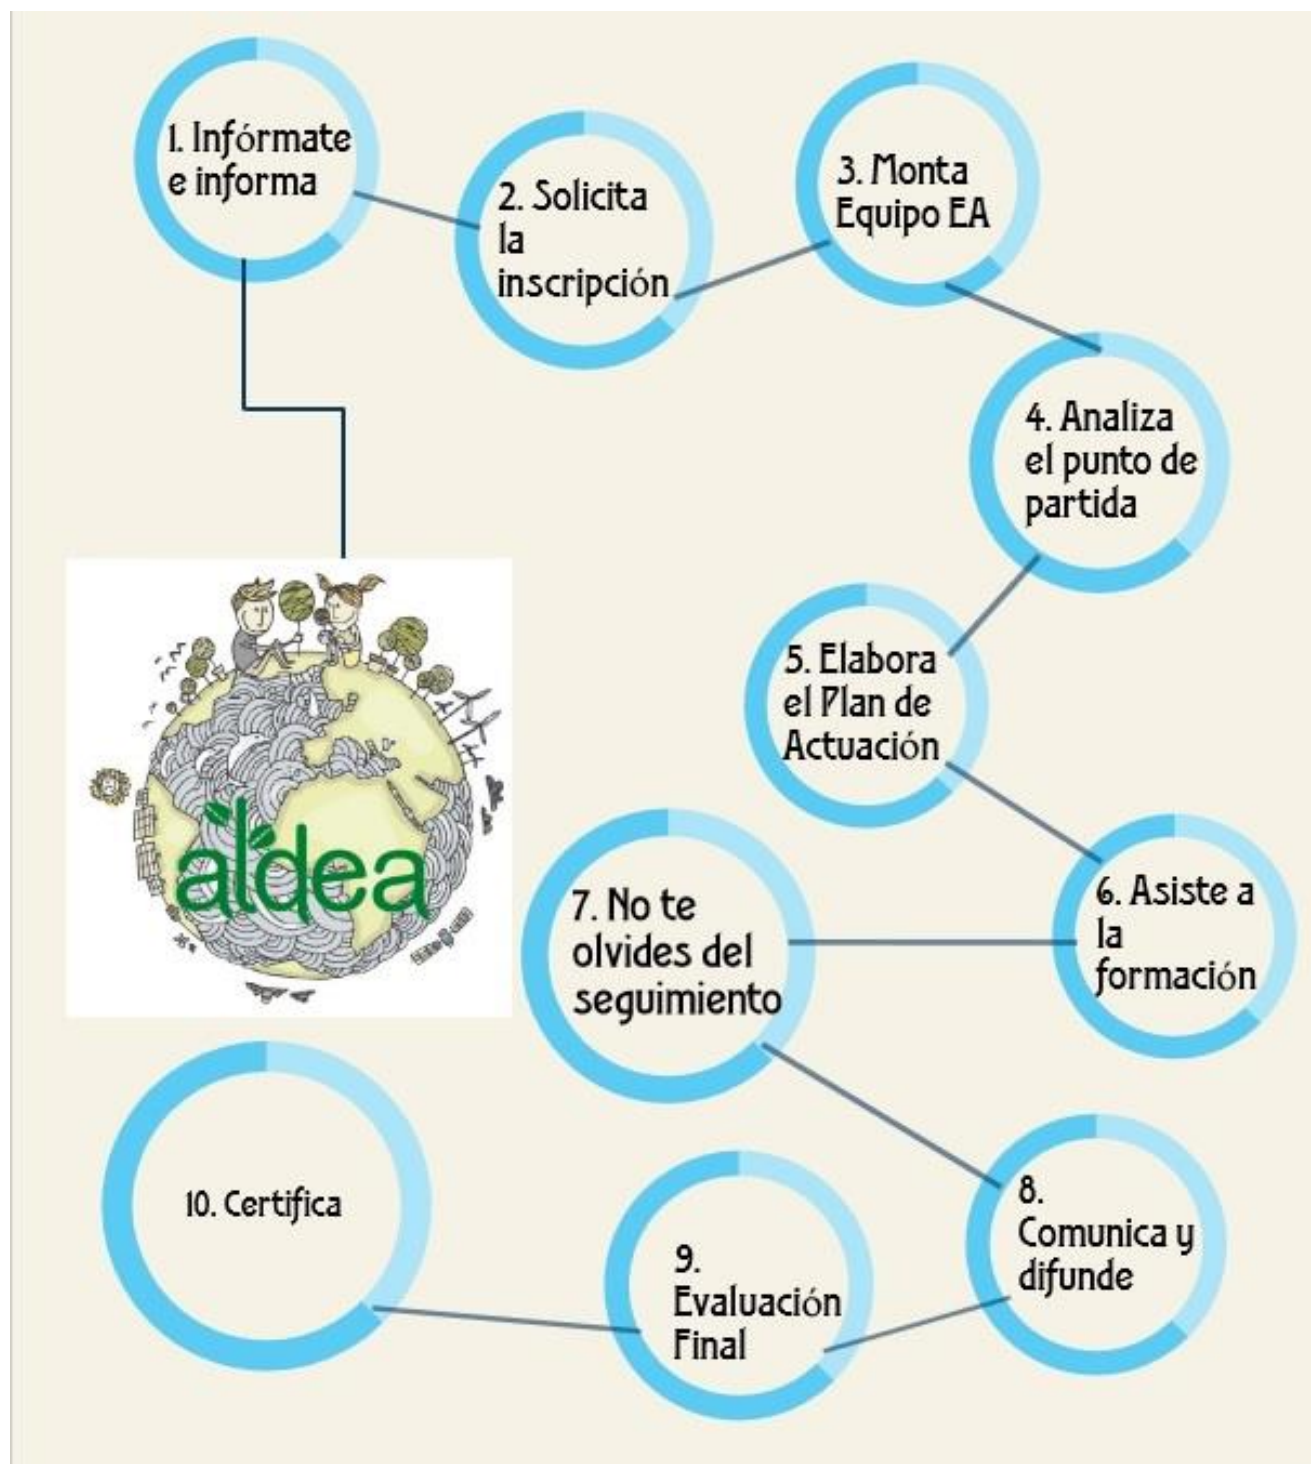 1. Infórmate
e informa
2. Solicita
la
inscripción
3. Monta
Equipo EA
4. Analiza
el punto de
partida
5. Elabora
el Plan de
Actuación
6. Asiste a
la
formación
7. No te
olvides del
seguimiento
8.
Comunica y
difunde
9.
Evaluación
Final
10. Certifica
aldea